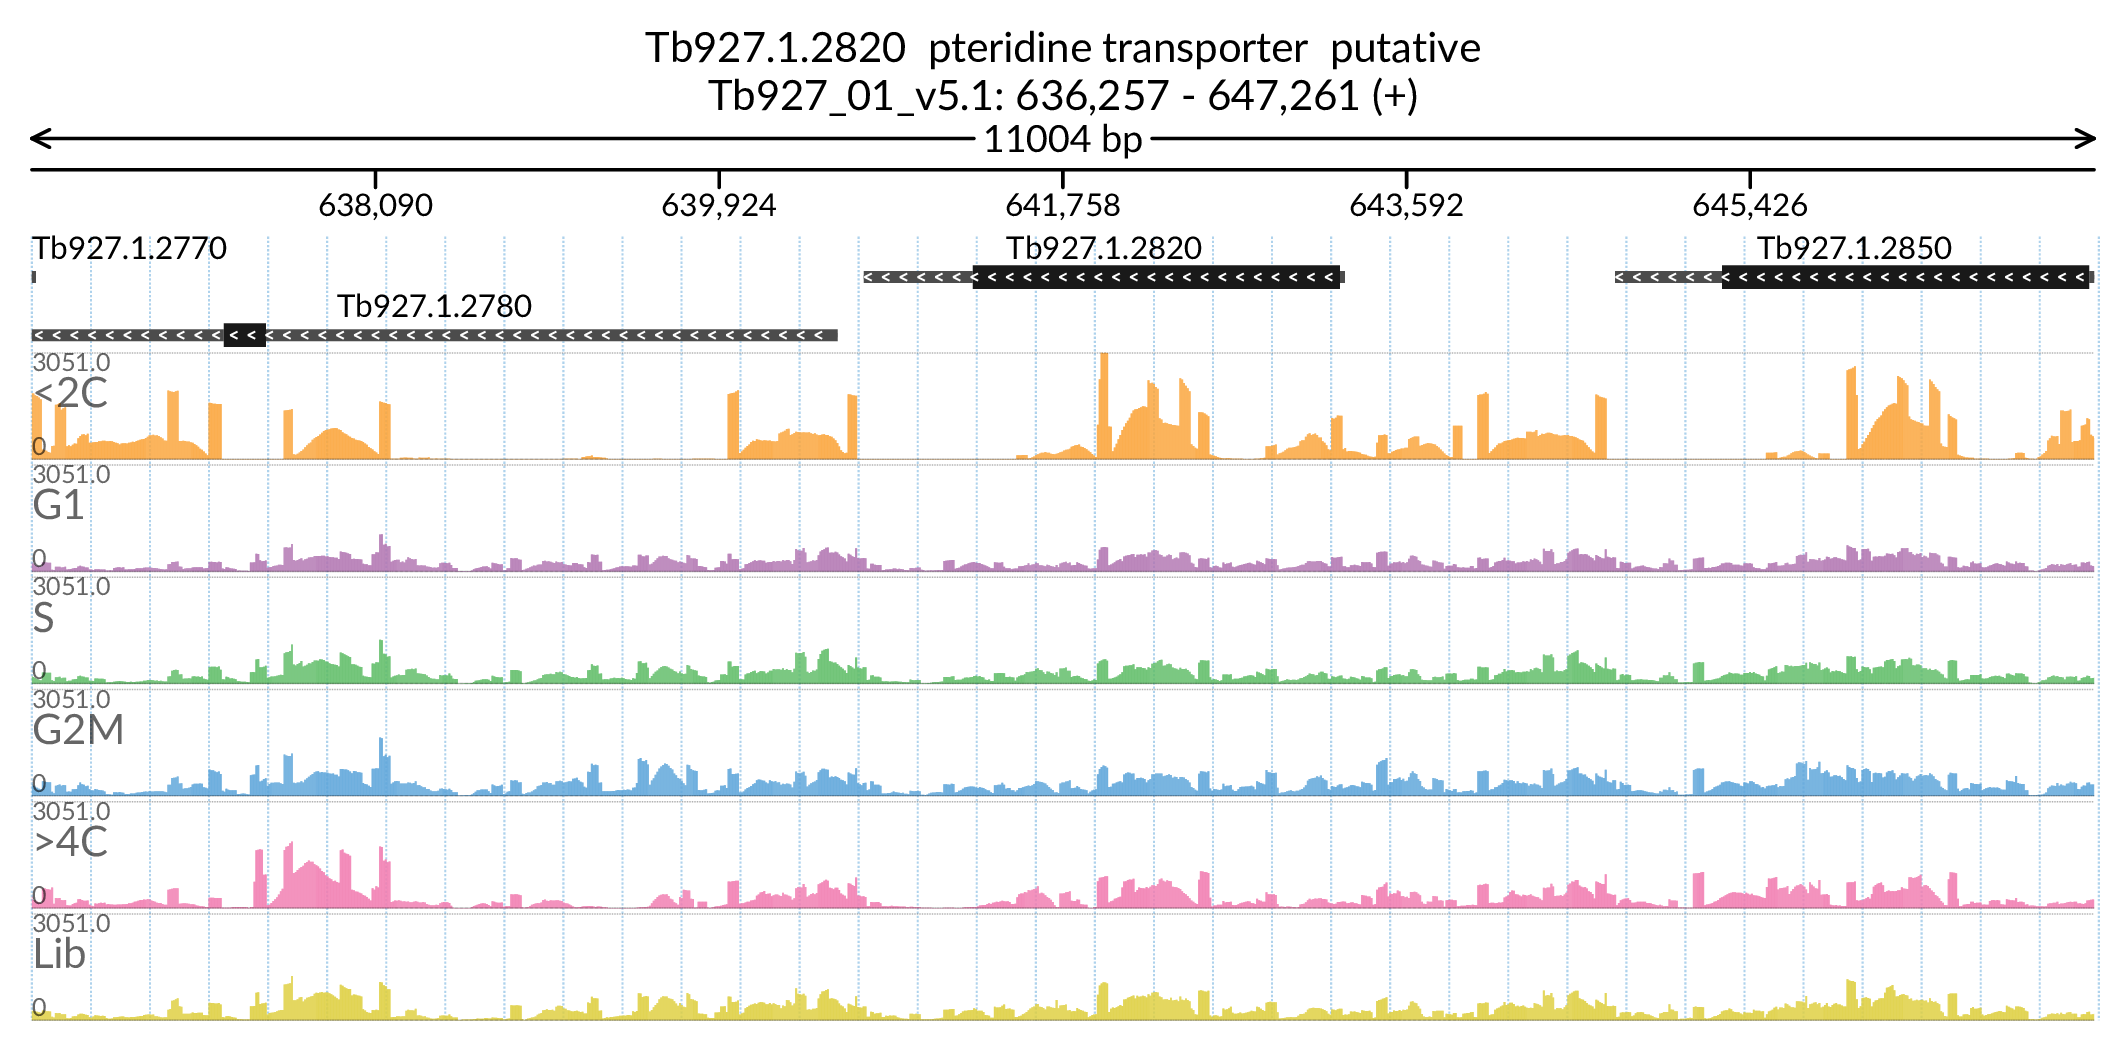 Tb927.1.2820 pteridine transporter putative
Tb927_01_v5.1: 636,257 - 647,261 (+)
11004 bp
638,090 639,924 641,758 643,592 645,426
Tb927.1.2770 Tb927.1.2820 Tb927.1.2850
Tb927.1.2780
3051.0
<2C
0
3051.0
G1
0
3051.0
S
0
3051.0
G2M
0
3051.0
>4C
0
3051.0
Lib
0